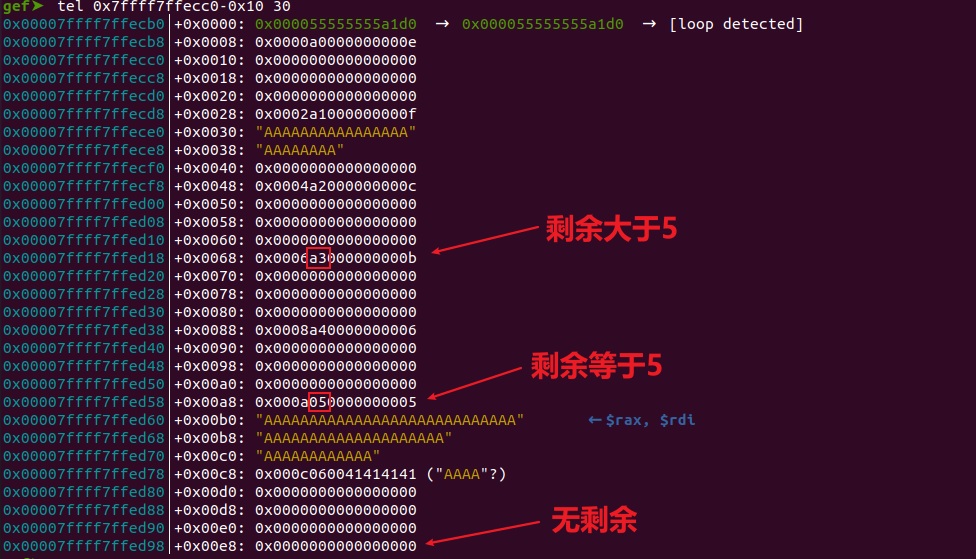 gef➤  tel 0x7ffff7ffecc0-0x10 30
0x00007ffff7ffecb0│+0x0000: 0x000055555555a1d0  →  0x000055555555a1d0  →  [loop detected]
0x00007ffff7ffecb8│+0x0008: 0x0000a0000000000e
0x00007ffff7ffecc0│+0x0010: 0x0000000000000000
0x00007ffff7ffecc8│+0x0018: 0x0000000000000000
0x00007ffff7ffecd0│+0x0020: 0x0000000000000000
0x00007ffff7ffecd8│+0x0028: 0x0002a1000000000f
0x00007ffff7ffece0│+0x0030: "AAAAAAAAAAAAAAAA"
0x00007ffff7ffece8│+0x0038: "AAAAAAAA"
0x00007ffff7ffecf0│+0x0040: 0x0000000000000000
0x00007ffff7ffecf8│+0x0048: 0x0004a2000000000c
0x00007ffff7ffed00│+0x0050: 0x0000000000000000
0x00007ffff7ffed08│+0x0058: 0x0000000000000000
0x00007ffff7ffed10│+0x0060: 0x0000000000000000
剩余大于5
0x00007ffff7ffed18│+0x0068: 0x0006a3000000000b
0x00007ffff7ffed20│+0x0070: 0x0000000000000000
0x00007ffff7ffed28│+0x0078: 0x0000000000000000
0x00007ffff7ffed30│+0x0080: 0x0000000000000000
0x00007ffff7ffed38│+0x0088: 0x0008a40000000006
0x00007ffff7ffed40│+0x0090: 0x0000000000000000
0x00007ffff7ffed48│+0x0098: 0x0000000000000000
0x00007ffff7ffed50│+0x00a0: 0x0000000000000000
剩余等于5
0x00007ffff7ffed58│+0x00a8: 0x000a050000000005
0x00007ffff7ffed60│+0x00b0: "AAAAAAAAAAAAAAAAAAAAAAAAAAAA"	 ← $rax, $rdi
0x00007ffff7ffed68│+0x00b8: "AAAAAAAAAAAAAAAAAAAA"
0x00007ffff7ffed70│+0x00c0: "AAAAAAAAAAAA"
0x00007ffff7ffed78│+0x00c8: 0x000c060041414141 ("AAAA"?)
0x00007ffff7ffed80│+0x00d0: 0x0000000000000000
0x00007ffff7ffed88│+0x00d8: 0x0000000000000000
0x00007ffff7ffed90│+0x00e0: 0x0000000000000000
无剩余
0x00007ffff7ffed98│+0x00e8: 0x0000000000000000